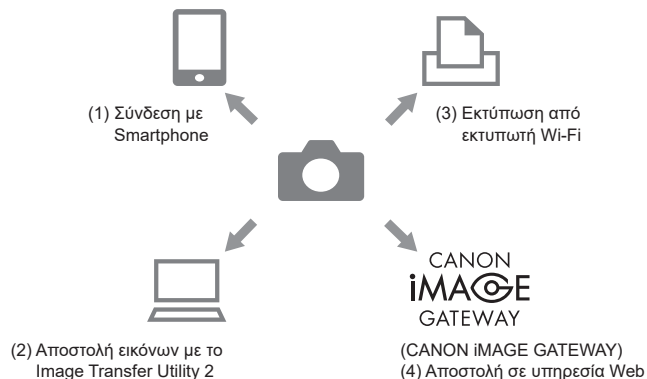 (1) Σύνδεση με
Smartphone
(3) Εκτύπωση από
εκτυπωτή Wi-Fi
CANON
iMAGE
GATEWAY
(2) Αποστολή εικόνων με το
Image Transfer Utility 2
(CANON iMAGE GATEWAY)
(4) Αποστολή σε υπηρεσία Web